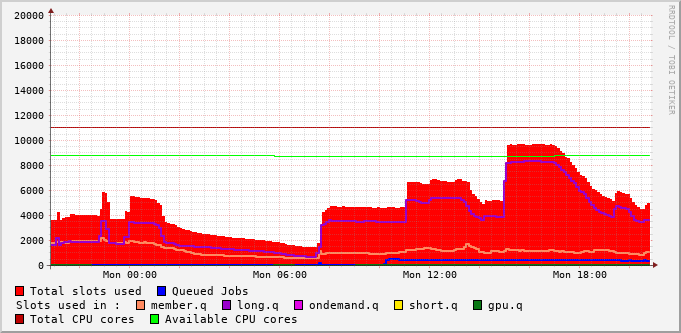 20000
18000
16000
14000
12000
10000
8000
6000
4000
2000
0
Mon 00:00 Mon 06:00 Mon 12:00 Mon 18:00
RRDTOOL / TOBI OETIKER
Total slots used Queued Jobs
Slots used in : member.q long.q ondemand.q short.q gpu.q
Total CPU cores Available CPU cores